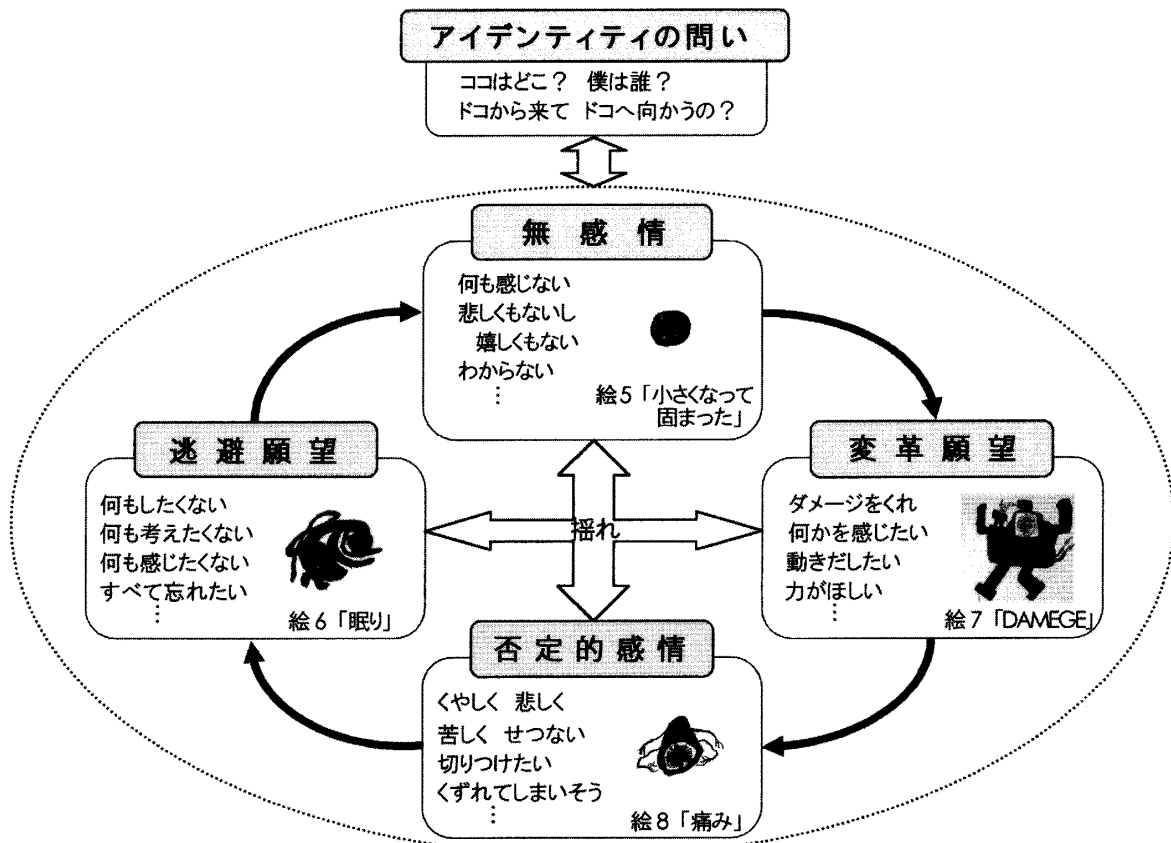 アイデンティティの問い
ココはどこ？ 僕は誰？
ドコから来て ドコへ向かうの？
無感情
何も感じない
悲しくもないし
嬉しくもない
わからない
…
絵5「小さくなって
固まった」
逃避願望
何もしたくない
何も考えたくない
何も感じたくない
すべて忘れたい
…
絵6「眠り」
揺れ
変革願望
ダメージをくれ
何かを感じたい
動きだしたい
力がほしい
…
絵7「DAMEGE」
否定的感情
くやしく 悲しく
苦しく せつない
切りつけたい
くずれてしまいそう
…
絵8「痛み」